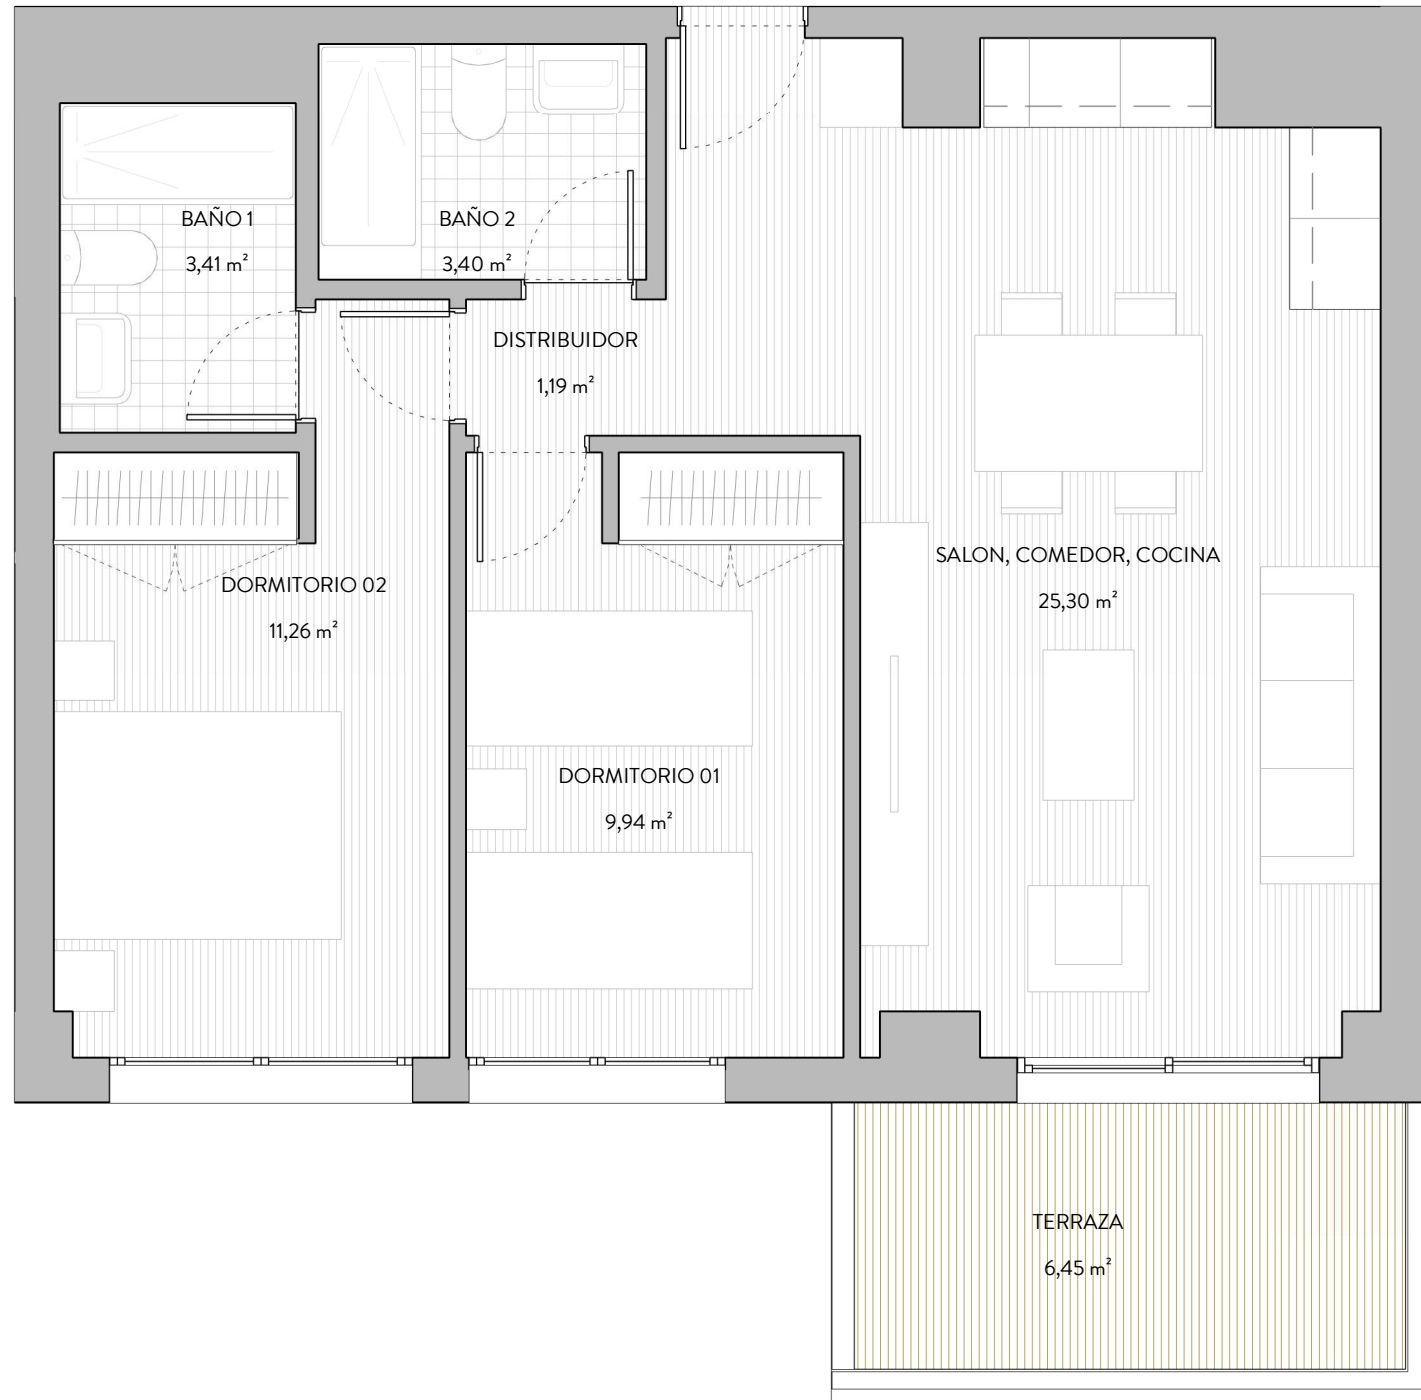 BAÑO 1
3,41 m²
BAÑO 2
3,40 m²
DISTRIBUIDOR
1,19 m²
SALON, COMEDOR, COCINA
25,30 m²
DORMITORIO 02
11,26 m²
DORMITORIO 01
9,94 m²
TERRAZA
6,45 m²